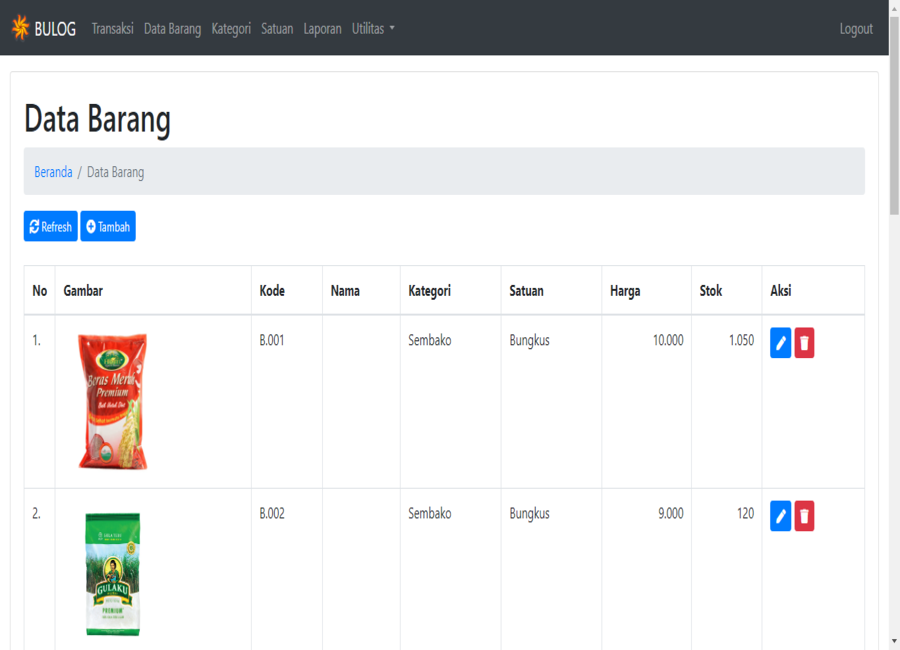 BULOG Transaksi Data Barang Kategori Satuan Laporan Utilitas Logout
Data Barang
Beranda / Data Barang
Refresh Tambah
No Gambar Kode Nama Kategori Satuan Harga Stok Aksi
1. B.001 Sembako Bungkus 10.000 1.050
Beras Merah
Premium
2. B.002 Sembako Bungkus 9.000 120
GULAKU
PREMIUM